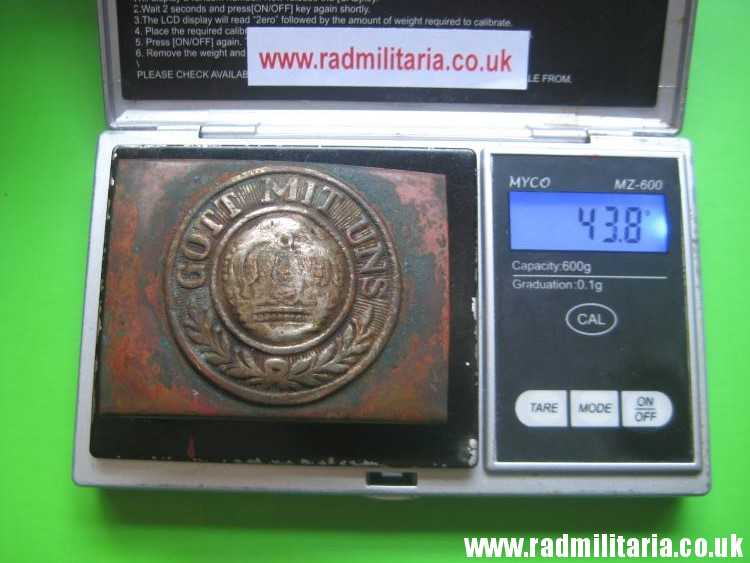 2.Wait 2 seconds and press[ON/OFF] key again shortly.
3.The LCD display will read "Zero" followed by the amount of weight required to calibrate.
4. Place the required calib
5. Press [ON/OFF] again.
6. Remove the weight and
PLEASE CHECK AVAILAB
LE FROM.
www.radmilitaria.co.uk
GOTT MIT UNS
MYCO MZ-600
43.8
Capacity:600g
Graduation:0.1g
CAL
TARE MODE ON OFF
www.radmilitaria.co.uk